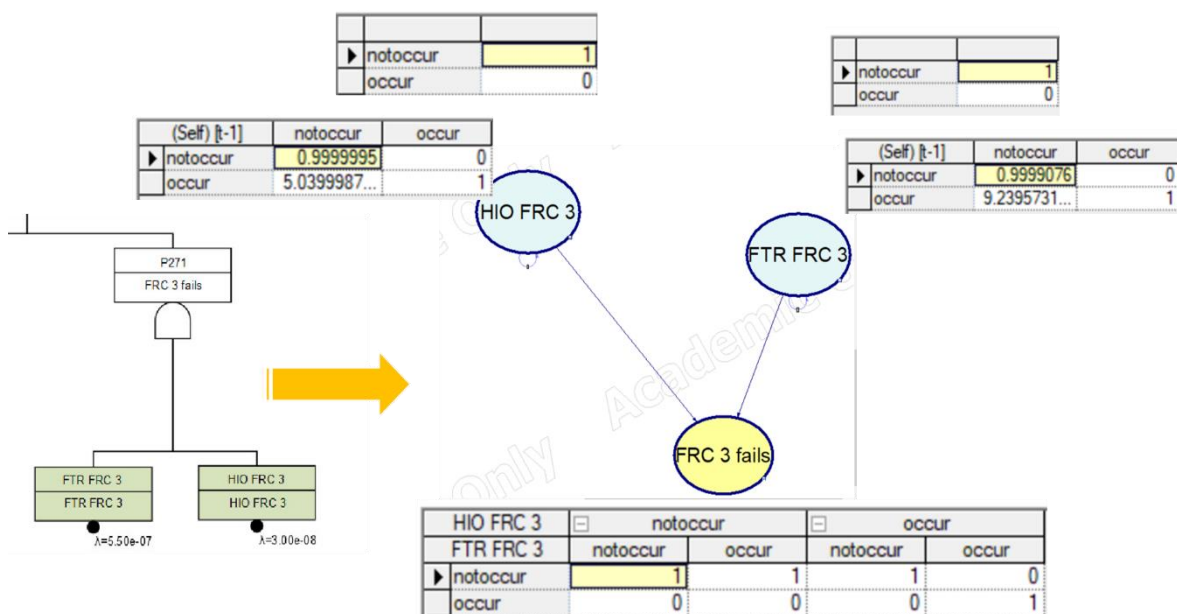 notoccur 1
occur 0
notoccur 1
occur 0
(Self) [t-1] notoccur occur
notoccur 0.9999995 0
occur 5.0399987... 1
(Self) [t-1] notoccur occur
notoccur 0.9999076 0
occur 9.2395731... 1
HIO FRC 3
FTR FRC 3
Academic
Only
P271
FRC 3 fails
FRC 3 fails
FTR FRC 3
FTR FRC 3
λ=5.50e-07
HIO FRC 3
HIO FRC 3
λ=3.00e-08
HIO FRC 3 notoccur occur
FTR FRC 3 notoccur occur notoccur occur
notoccur 1 1 1 0
occur 0 0 0 1